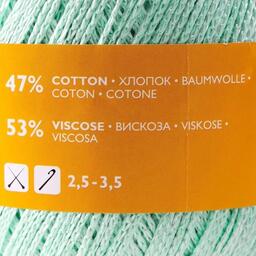 47% COTTON • ХЛОПОК • BAUMWOLLE •
COTON • COTONE
53% VISCOSE • ВИСКОЗА • VISKOSE •
VISCOSA
2,5-3,5